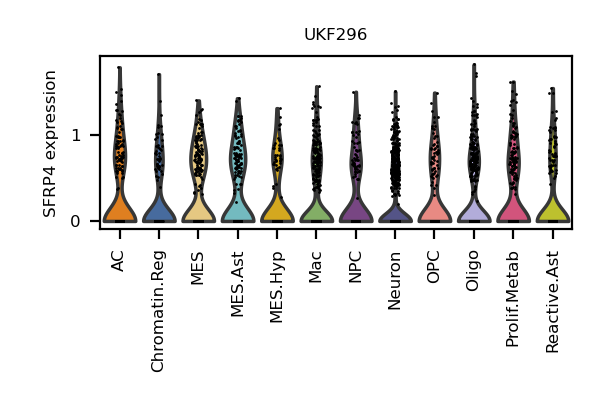 UKF296
SFRP4 expression
1
0
AC
Chromatin.Reg
MES
MES.Ast
MES.Hyp
Mac
NPC
Neuron
OPC
Oligo
Prolif.Metab
Reactive.Ast